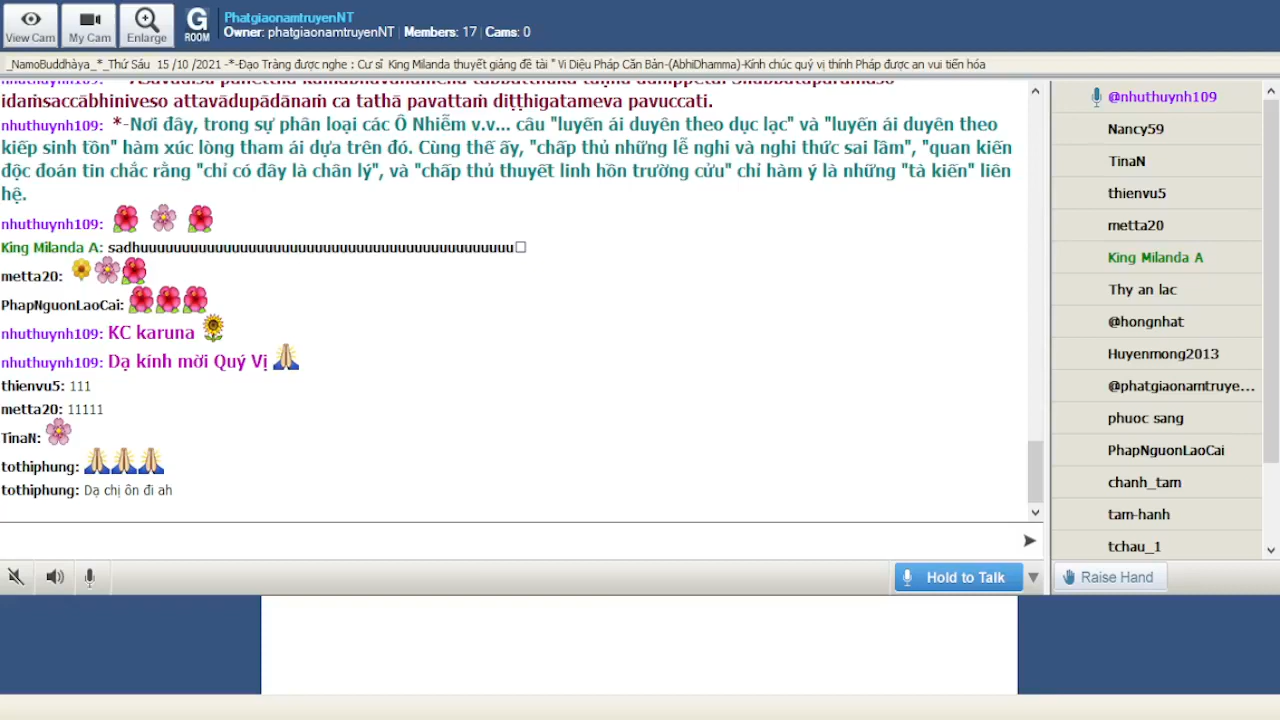 PhatgiaonamtruyenNT
Owner: phatgiaonamtruyenNT | Members: 17 | Cams: 0
View Cam
My Cam
Enlarge
G
ROOM
_NamoBuddhàya_*_Thứ Sáu 15 /10 /2021 -*-Đạo Tràng được nghe : Cư sĩ King Milanda thuyết giảng đề tài " Vi Diệu Pháp Căn Bản-(AbhiDhamma)-Kính chúc quý vị thính Pháp được an vui tiến hóa
idaṁsaccābhiniveso attavādupādānaṁ ca tathā pavattaṁ diṭṭhigatameva pavuccati.
nhuthuynh109: *-Nơi đây, trong sự phân loại các Ô Nhiễm v.v... câu "luyến ái duyên theo dục lạc" và "luyến ái duyên theo
kiếp sinh tồn" hàm xúc lòng tham ái dựa trên đó. Cùng thế ấy, "chấp thủ những lễ nghi và nghi thức sai lầm", "quan kiến
độc đoán tin chắc rằng "chỉ có đây là chân lý", và "chấp thủ thuyết linh hồn trường cửu" chỉ hàm ý là những "tà kiến" liên
hệ.
nhuthuynh109: 🌺 🌸 🌺
King Milanda A: sadhuuuuuuuuuuuuuuuuuuuuuuuuuuuuuuuuuuuuuuuuuuuuu□
metta20: 🌼🌸🌺
PhapNguonLaoCai: 🌺🌺🌺
nhuthuynh109: KC karuna 🌻
nhuthuynh109: Dạ kính mời Quý Vị 🙏
thienvu5: 111
metta20: 11111
TinaN: 🌸
tothiphung: 🙏🙏🙏
tothiphung: Dạ chị ôn đi ah
Hold to Talk
@nhuthuynh109
Nancy59
TinaN
thienvu5
metta20
King Milanda A
Thy an lac
@hongnhat
Huyenmong2013
@phatgiaonamtruye...
phuoc sang
PhapNguonLaoCai
chanh_tam
tam-hanh
tchau_1
Raise Hand